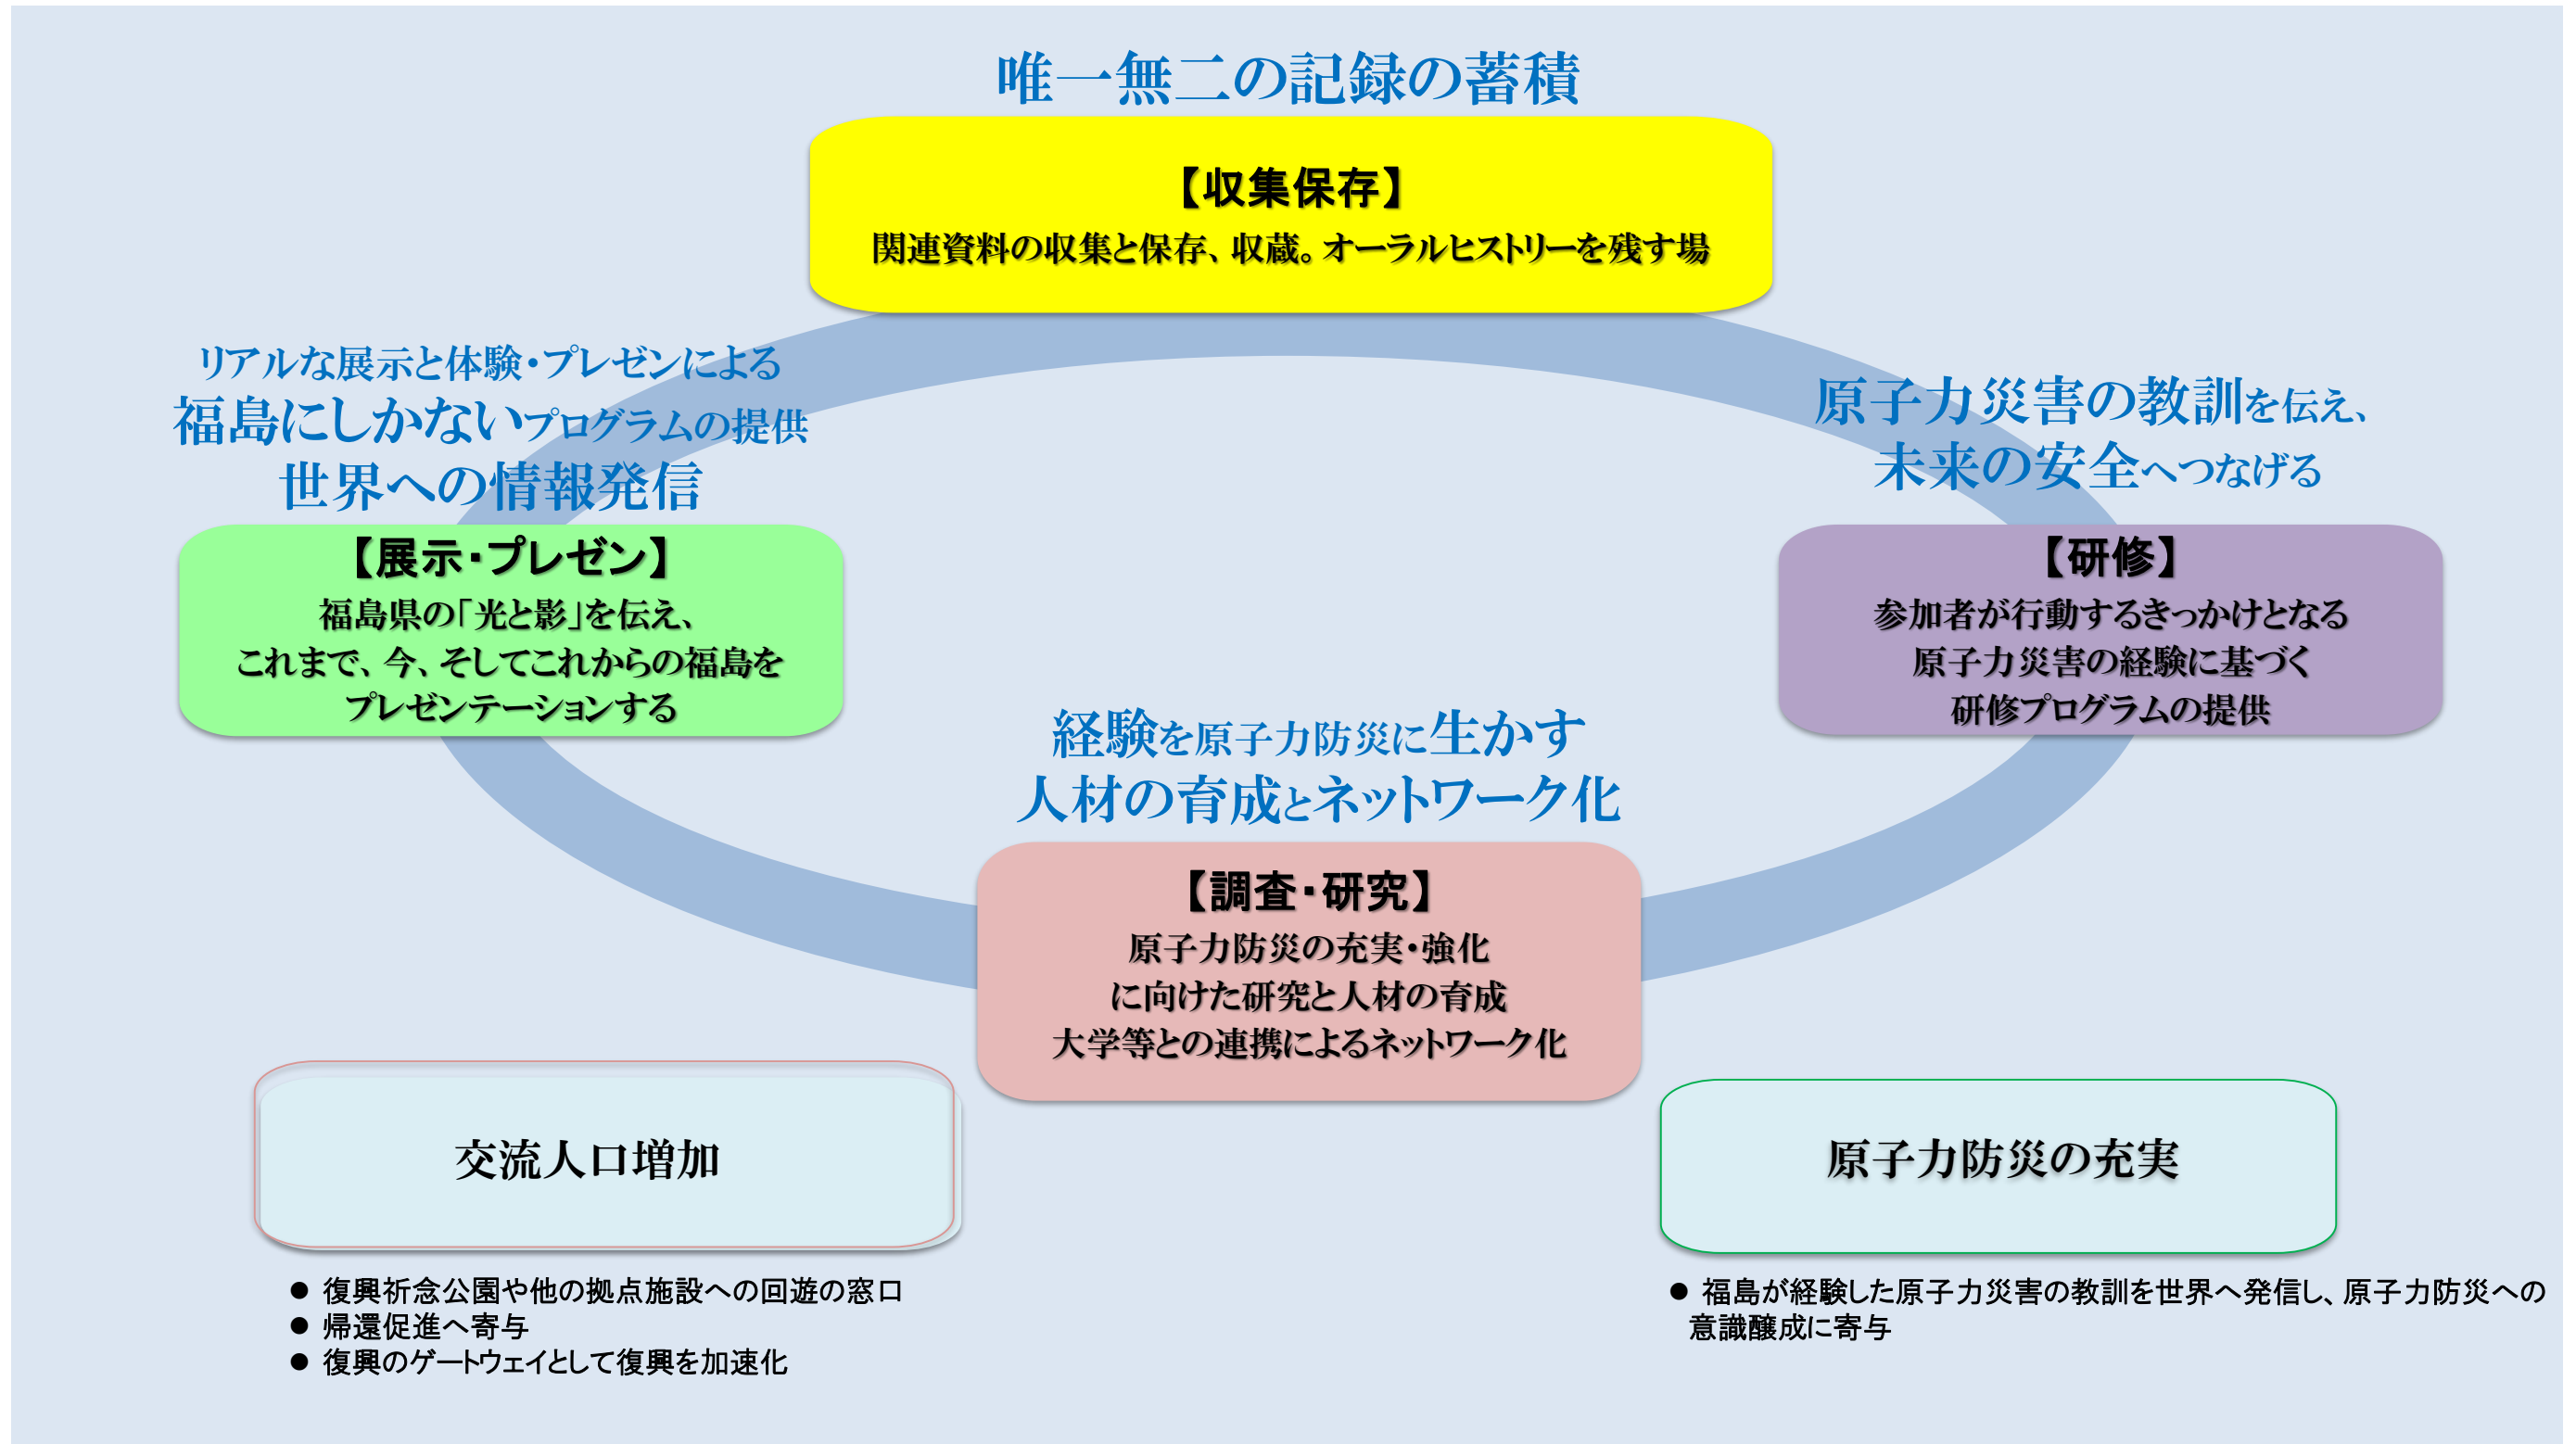 唯一無二の記録の蓄積
【収集保存】
関連資料の収集と保存、収蔵。オーラルヒストリーを残す場
リアルな展示と体験・プレゼンによる
福島にしかないプログラムの提供
世界への情報発信
【展示・プレゼン】
福島県の「光と影」を伝え、
これまで、今、そしてこれからの福島を
プレゼンテーションする
原子力災害の教訓を伝え、
未来の安全へつなげる
【研修】
参加者が行動するきっかけとなる
原子力災害の経験に基づく
研修プログラムの提供
経験を原子力防災に生かす
人材の育成とネットワーク化
【調査・研究】
原子力防災の充実・強化
に向けた研究と人材の育成
大学等との連携によるネットワーク化
交流人口増加
● 復興祈念公園や他の拠点施設への回遊の窓口
● 帰還促進へ寄与
● 復興のゲートウェイとして復興を加速化
原子力防災の充実
● 福島が経験した原子力災害の教訓を世界へ発信し、原子力防災への
意識醸成に寄与